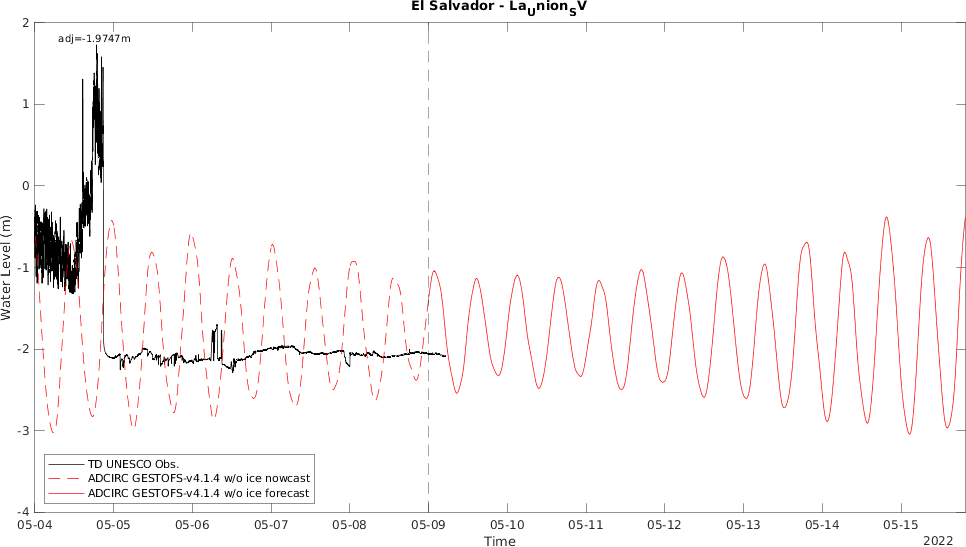 El Salvador - LaUnionSV
adj=-1.9747m
2
1
0
-1
-2
-3
-4
Water Level (m)
TD UNESCO Obs.
ADCIRC GESTOFS-v4.1.4 w/o ice nowcast
ADCIRC GESTOFS-v4.1.4 w/o ice forecast
05-04 05-05 05-06 05-07 05-08 05-09 05-10 05-11 05-12 05-13 05-14 05-15
Time
2022